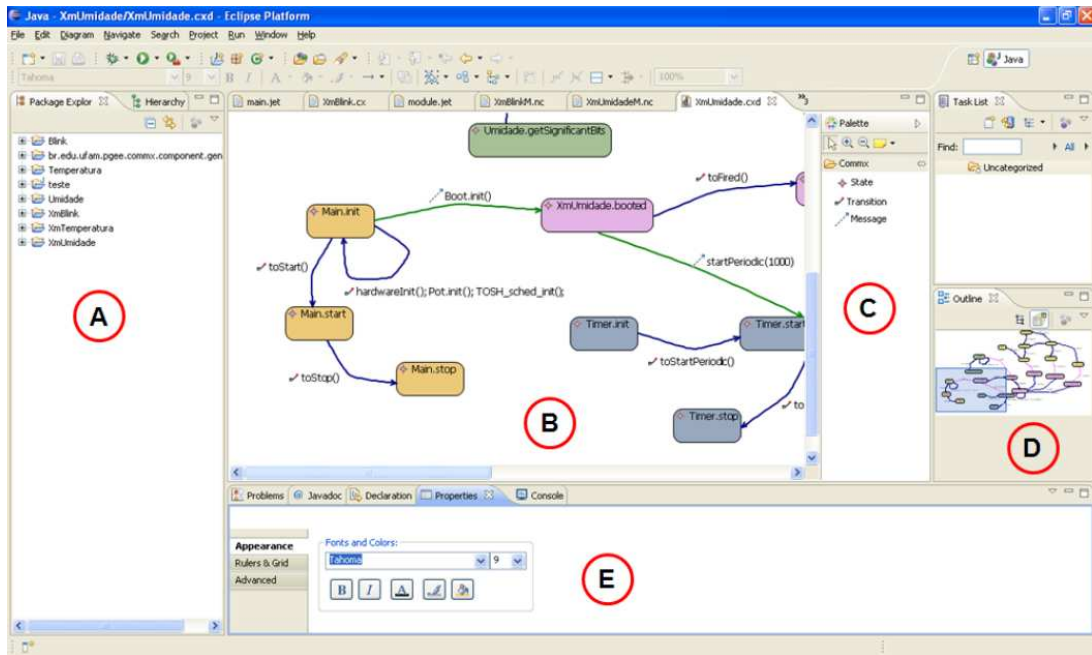 Java - XmUmidade/XmUmidade.cxd - Eclipse Platform
File Edit Diagram Navigate Search Project Run Window Help
Java
Tahoma 9 B I A 100%
Package Explor Hierarchy
Blink
br.edu.ufam.pgee.commx.component.gen
Temperatura
teste
Umidade
XmBlink
XmTemperatura
XmUmidade
A
main.jet XmBlink.cx module.jet XmBlinkM.nc XmUmidadeM.nc XmUmidade.cxd 3
Umidade.getSignificantBits
toFired()
Boot.init()
Main.init
XmUmidade.booted
toStart()
startPeriodic(1000)
hardwareInit(); Pot.init(); TOSH_sched_init();
Main.start
Timer.init
Timer.start
toStartPeriodic()
Main.stop
toStop()
to
Timer.stop
B
Palette
Commx
State
Transition
Message
C
Task List
Find: All
Uncategorized
Outline
D
Problems Javadoc Declaration Properties Console
Appearance
Rulers & Grid
Advanced
Fonts and Colors:
Tahoma 9
B I A
E